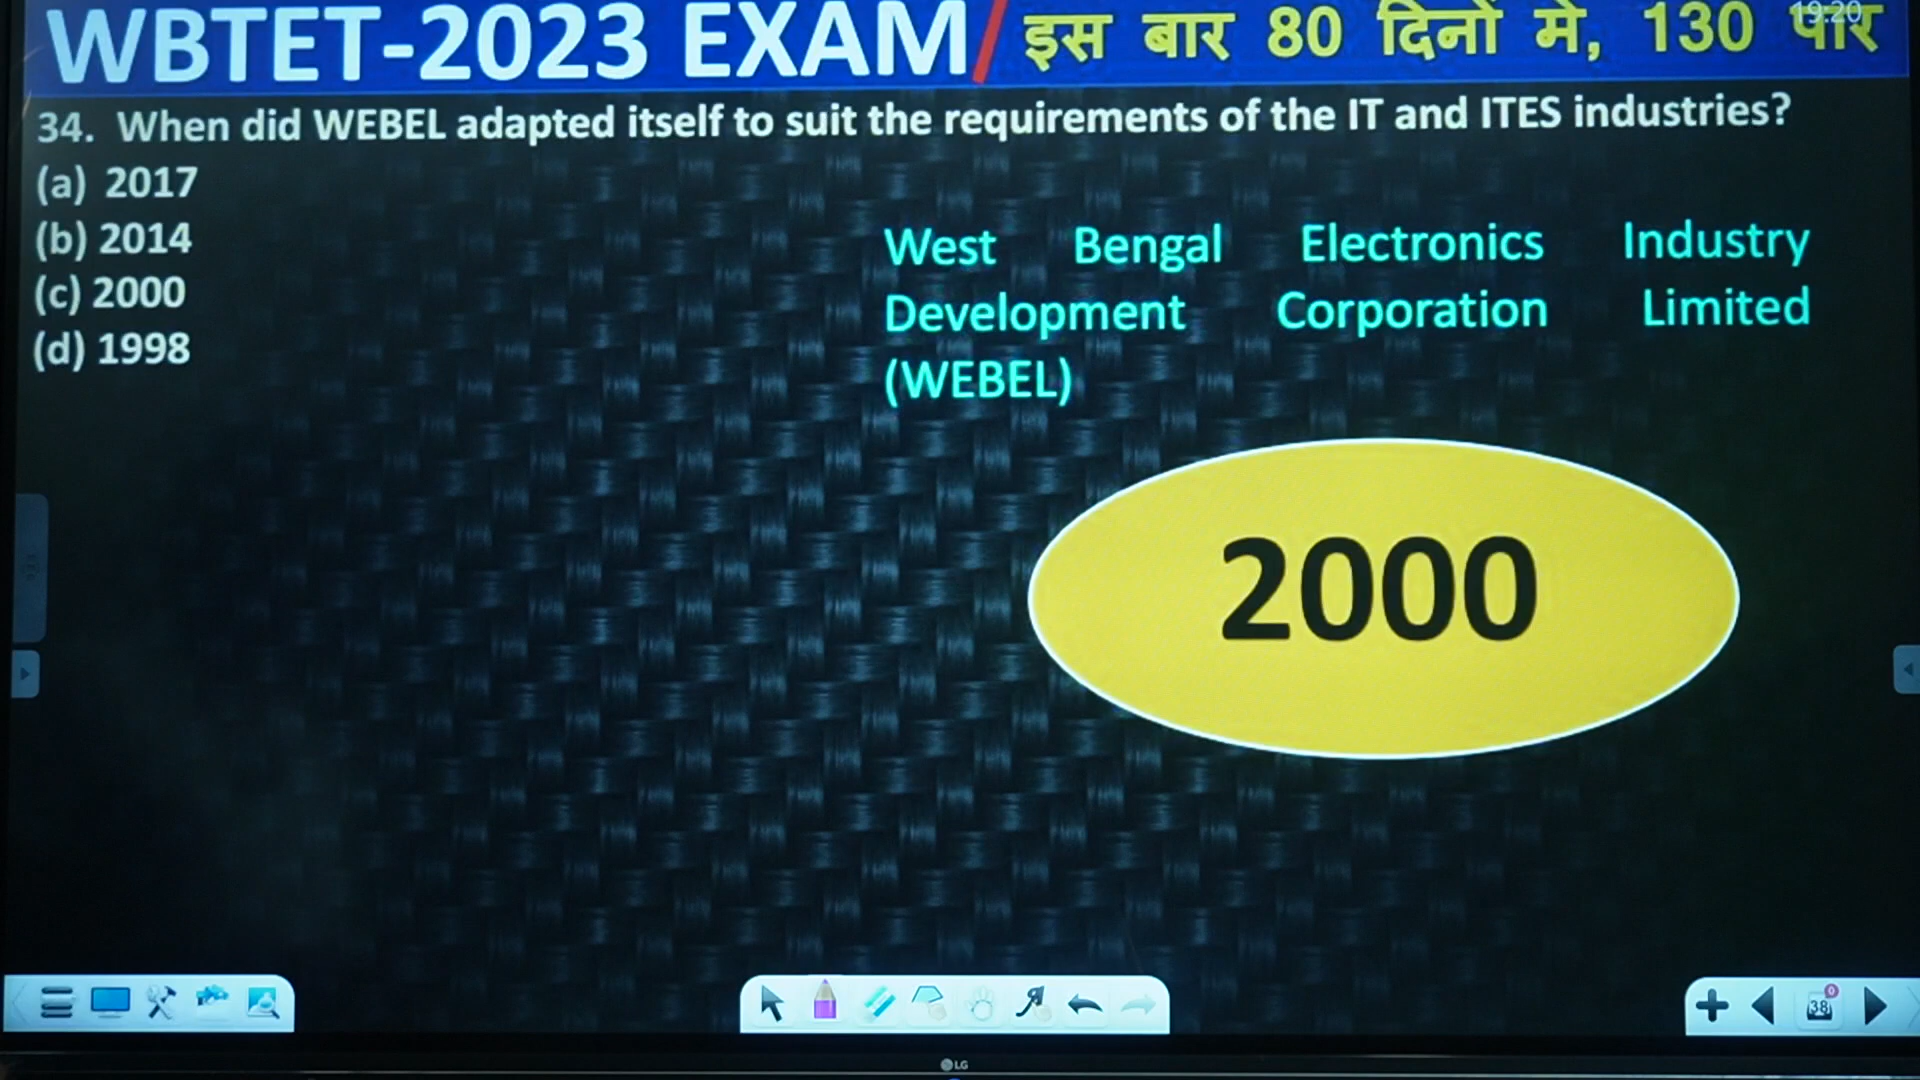 WBTET-2023 EXAM/ इस बार 80 दिनों मे, 130 पार
19:20
34. When did WEBEL adapted itself to suit the requirements of the IT and ITES industries?
(a) 2017
(b) 2014
(c) 2000
(d) 1998
West Bengal Electronics Industry
Development Corporation Limited
(WEBEL)
2000
38
0
LG